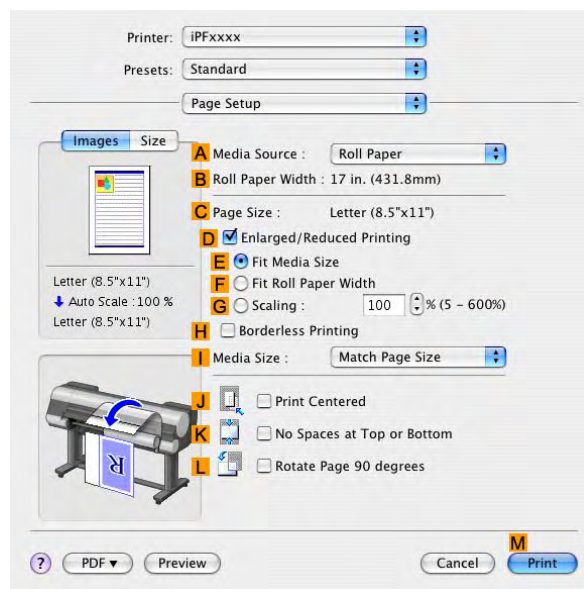 Printer: iPFxxxx
Presets: Standard
Page Setup
Images Size
A Media Source : Roll Paper
B Roll Paper Width : 17 in. (431.8mm)
C Page Size : Letter (8.5"x11")
D Enlarged/Reduced Printing
E Fit Media Size
F Fit Roll Paper Width
G Scaling : 100 % (5 - 600%)
Letter (8.5"x11")
Auto Scale :100 %
Letter (8.5"x11")
H Borderless Printing
I Media Size : Match Page Size
J Print Centered
K No Spaces at Top or Bottom
L Rotate Page 90 degrees
R
M
? PDF Preview Cancel Print